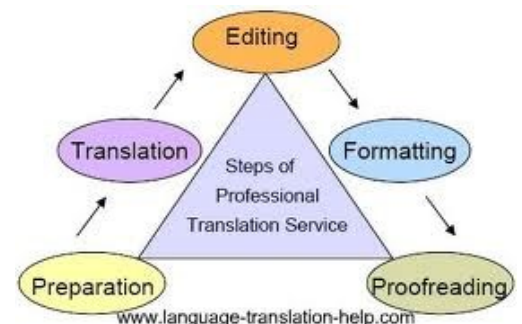 Editing
Translation
Formatting
Steps of
Professional
Translation Service
Preparation
Proofreading
www.language-translation-help.com